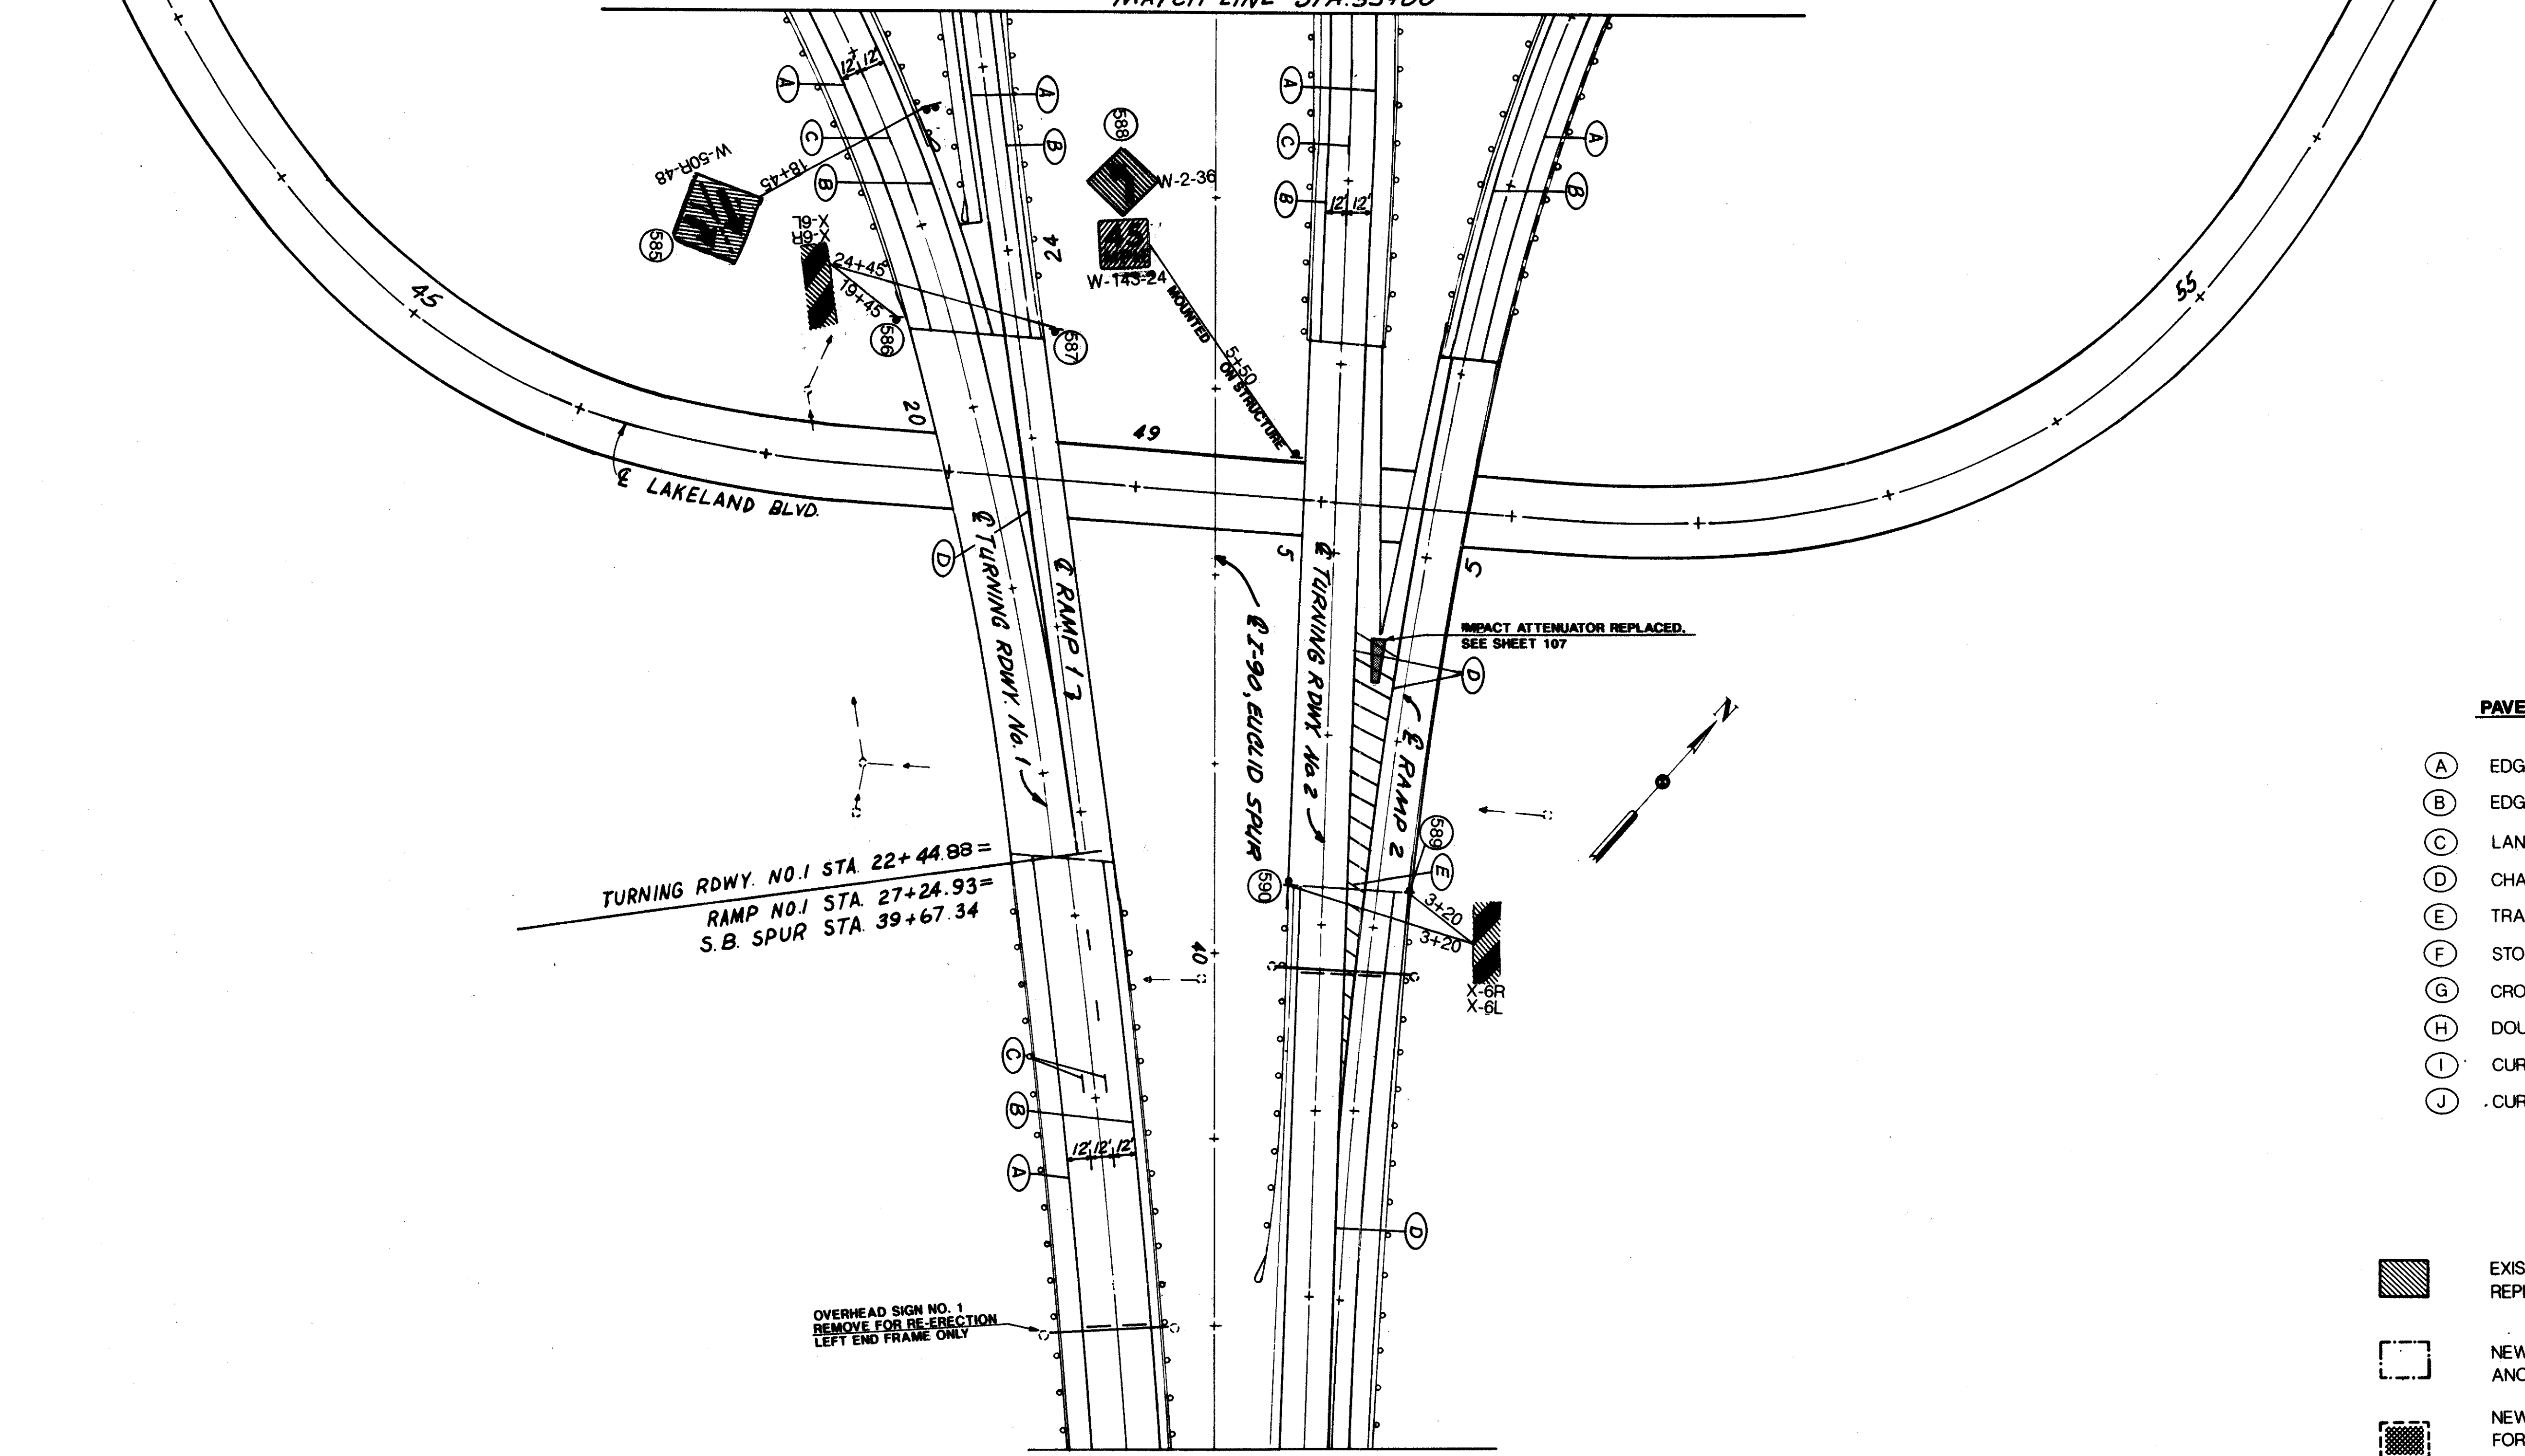 MATCH LINE STA. 55+00
12' 12'
A
C
B
A
B
588
W-2-36
45
MPH
W-143-24
W-50R-48
585
18+45
X-6L
X-6R
24+45
19+45
586
587
24
20
MOUNTED
ON STRUCTURE
5+50
A
C
B
12' 12'
A
B
45
49
55
℄ LAKELAND BLVD.
5
5
D
℄ TURNING RDWY. No. 1
℄ RAMP 1 3
℄ I-90, EUCLID SPUR
℄ TURNING RDWY. No. 2
℄ RAMP 2
IMPACT ATTENUATOR REPLACED.
SEE SHEET 107
D
N
TURNING RDWY. NO.1 STA. 22+44.88=
RAMP NO.1 STA. 27+24.93=
S.B. SPUR STA. 39+67.34
589
E
590
3+20
3+20
X-6R
X-6L
40
C
B
12' 12' 12'
A
D
OVERHEAD SIGN NO. 1
REMOVE FOR RE-ERECTION
LEFT END FRAME ONLY
PAVE
A EDG
B EDG
C LAN
D CHA
E TRA
F STO
G CRO
H DOU
I CUR
J CUR
EXIS
REPL
NEW
ANC
NEW
FOR